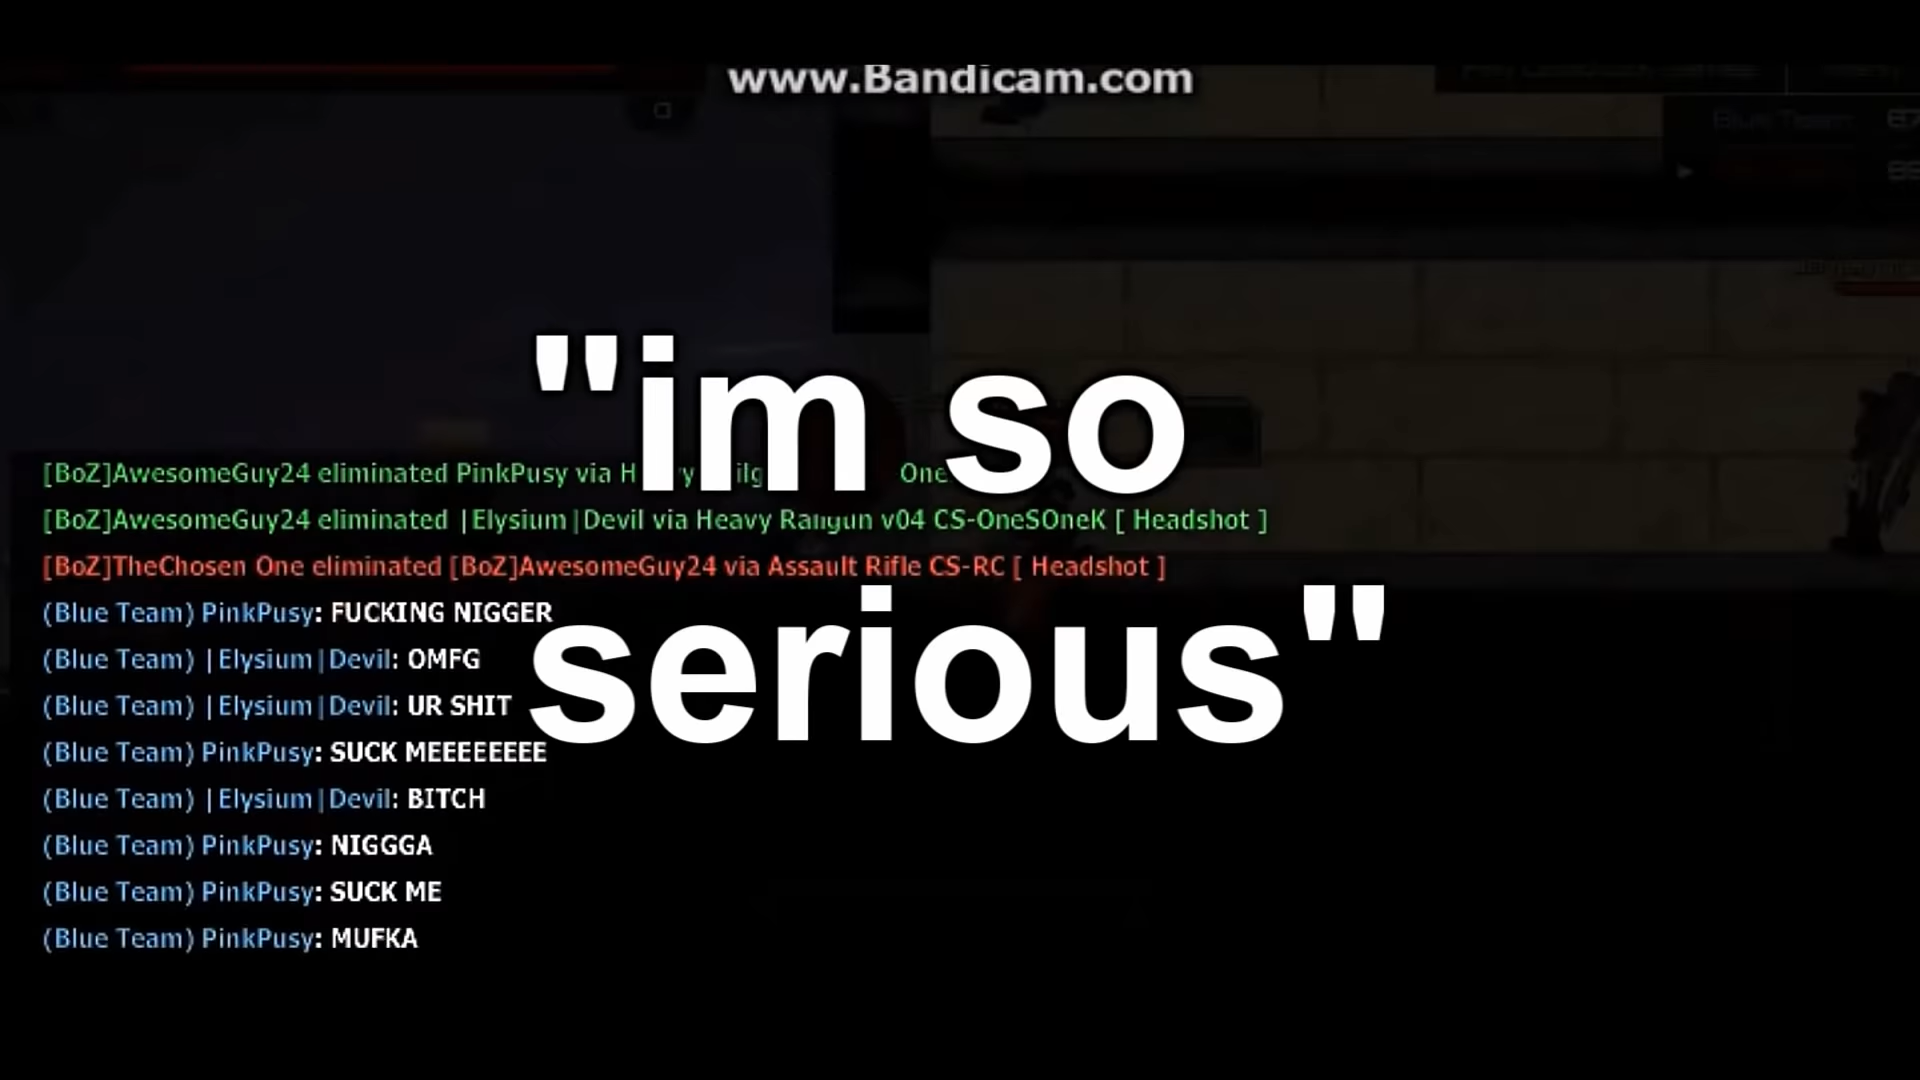 www.Bandicam.com
"im so
serious"
[BoZ]AwesomeGuy24 eliminated PinkPusy via
[BoZ]AwesomeGuy24 eliminated |Elysium|Devil via Heavy Railgun v04 CS-OneSOneK [ Headshot ]
[BoZ]TheChosen One eliminated [BoZ]AwesomeGuy24 via Assault Rifle CS-RC [ Headshot ]
(Blue Team) PinkPusy: FUCKING NIGGER
(Blue Team) |Elysium|Devil: OMFG
(Blue Team) |Elysium|Devil: UR SHIT
(Blue Team) PinkPusy: SUCK MEEEEEEEE
(Blue Team) |Elysium|Devil: BITCH
(Blue Team) PinkPusy: NIGGGA
(Blue Team) PinkPusy: SUCK ME
(Blue Team) PinkPusy: MUFKA